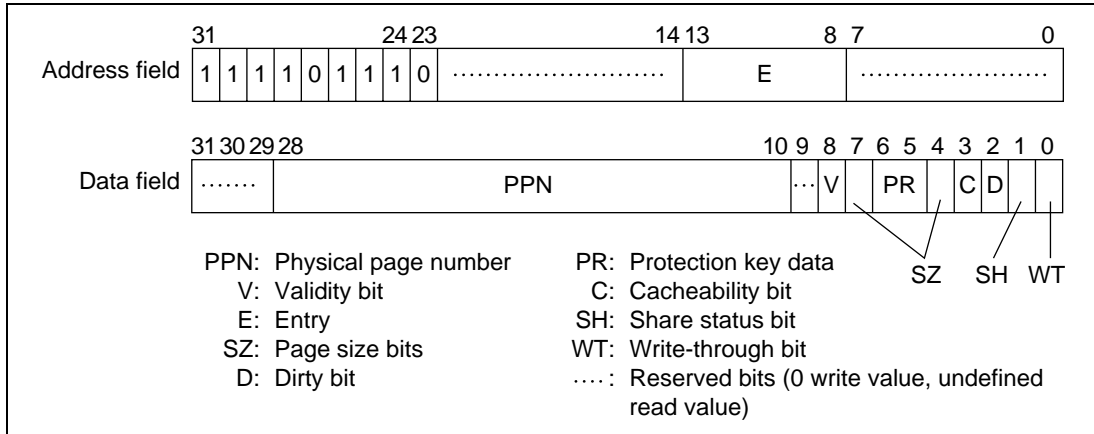 31 24 23 14 13 8 7 0
Address field 1 1 1 1 0 1 1 1 0 ........................ E ......................
31 30 29 28 10 9 8 7 6 5 4 3 2 1 0
Data field ....... PPN ... V PR C D
SZ SH WT
PPN: Physical page number PR: Protection key data
V: Validity bit C: Cacheability bit
E: Entry SH: Share status bit
SZ: Page size bits WT: Write-through bit
D: Dirty bit ....: Reserved bits (0 write value, undefined
read value)